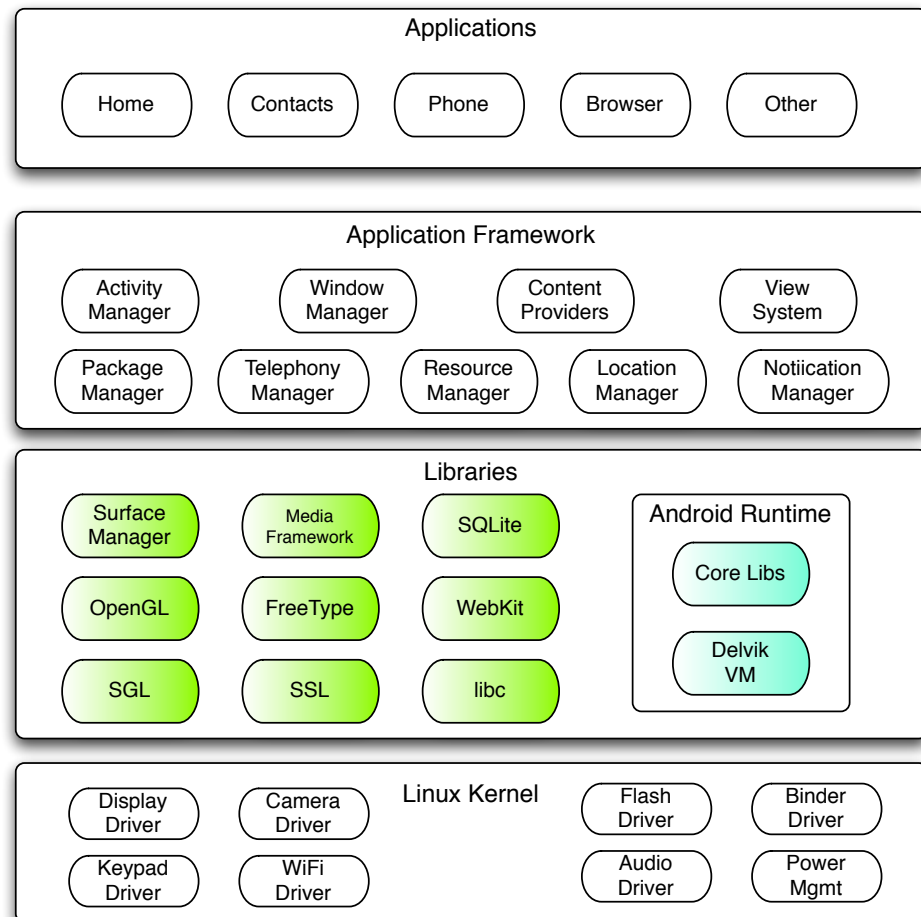 Applications
Home
Contacts
Phone
Browser
Other
Application Framework
Activity
Manager
Window
Manager
Content
Providers
View
System
Package
Manager
Telephony
Manager
Resource
Manager
Location
Manager
Notiication
Manager
Libraries
Surface
Manager
Media
Framework
SQLite
OpenGL
FreeType
WebKit
SGL
SSL
libc
Android Runtime
Core Libs
Delvik
VM
Linux Kernel
Display
Driver
Camera
Driver
Flash
Driver
Binder
Driver
Keypad
Driver
WiFi
Driver
Audio
Driver
Power
Mgmt